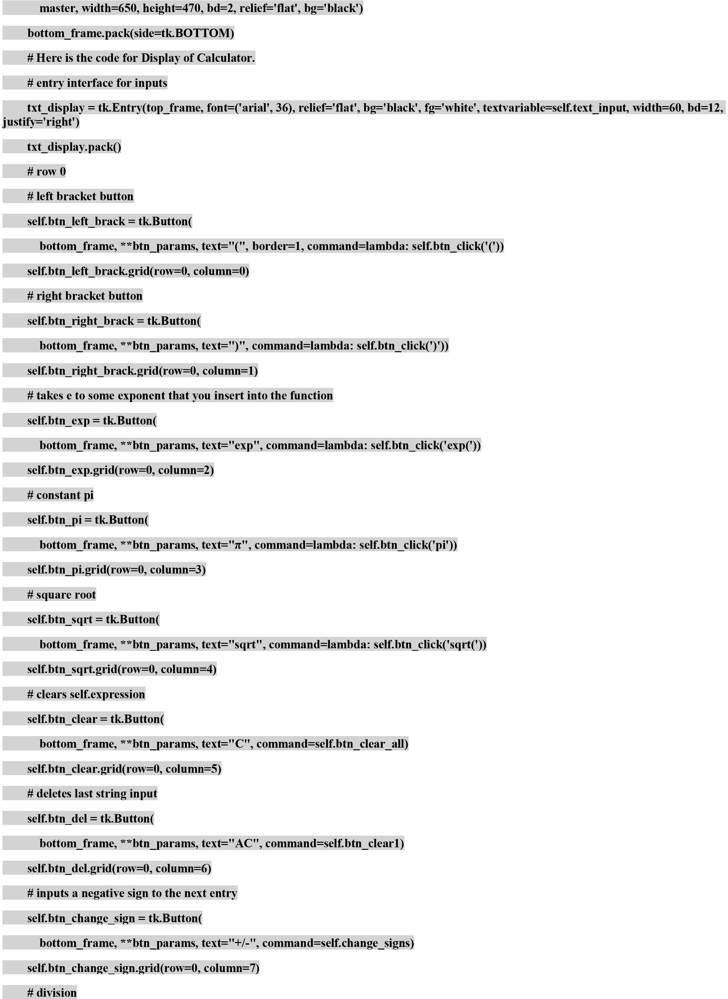 master, width=650, height=470, bd=2, relief='flat', bg='black')
bottom_frame.pack(side=tk.BOTTOM)
# Here is the code for Display of Calculator.
# entry interface for inputs
txt_display = tk.Entry(top_frame, font=('arial', 36), relief='flat', bg='black', fg='white', textvariable=self.text_input, width=60, bd=12,
justify='right')
txt_display.pack()
# row 0
# left bracket button
self.btn_left_brack = tk.Button(
bottom_frame, **btn_params, text="(", border=1, command=lambda: self.btn_click('('))
self.btn_left_brack.grid(row=0, column=0)
# right bracket button
self.btn_right_brack = tk.Button(
bottom_frame, **btn_params, text=")", command=lambda: self.btn_click(')'))
self.btn_right_brack.grid(row=0, column=1)
# takes e to some exponent that you insert into the function
self.btn_exp = tk.Button(
bottom_frame, **btn_params, text="exp", command=lambda: self.btn_click('exp('))
self.btn_exp.grid(row=0, column=2)
# constant pi
self.btn_pi = tk.Button(
bottom_frame, **btn_params, text="π", command=lambda: self.btn_click('pi'))
self.btn_pi.grid(row=0, column=3)
# square root
self.btn_sqrt = tk.Button(
bottom_frame, **btn_params, text="sqrt", command=lambda: self.btn_click('sqrt('))
self.btn_sqrt.grid(row=0, column=4)
# clears self.expression
self.btn_clear = tk.Button(
bottom_frame, **btn_params, text="C", command=self.btn_clear_all)
self.btn_clear.grid(row=0, column=5)
# deletes last string input
self.btn_del = tk.Button(
bottom_frame, **btn_params, text="AC", command=self.btn_clear1)
self.btn_del.grid(row=0, column=6)
# inputs a negative sign to the next entry
self.btn_change_sign = tk.Button(
bottom_frame, **btn_params, text="+/-", command=self.change_signs)
self.btn_change_sign.grid(row=0, column=7)
# division